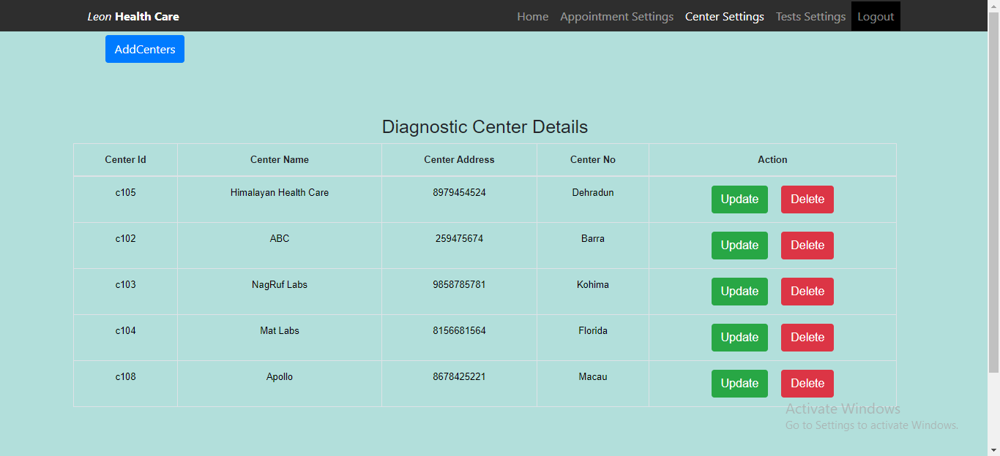 Leon Health Care Home Appointment Settings Center Settings Tests Settings Logout
AddCenters
Diagnostic Center Details
Center Id Center Name Center Address Center No Action
c105 Himalayan Health Care 8979454524 Dehradun Update Delete
c102 ABC 259475674 Barra Update Delete
c103 NagRuf Labs 9858785781 Kohima Update Delete
c104 Mat Labs 8156681564 Florida Update Delete
c108 Apollo 8678425221 Macau Update Delete
Activate Windows
Go to Settings to activate Windows.